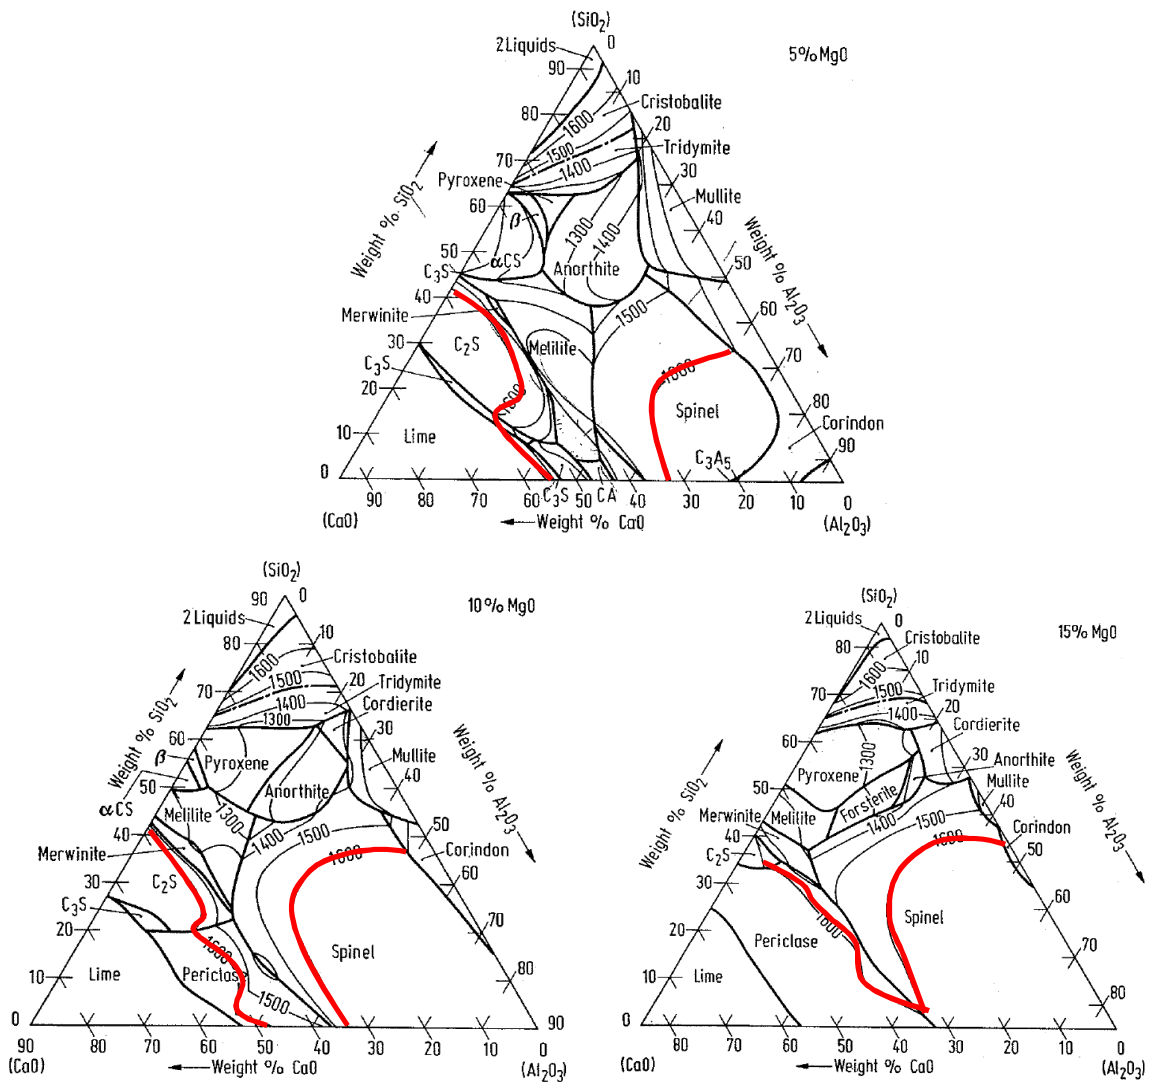 (SiO₂)
5% MgO
2 Liquids
0
90
10
Cristobalite
80
1600
20
Tridymite
1500
70
1400
30
Pyroxene
Mullite
60
β
40
Weight % SiO₂
1300
1400
50
αCS
Anorthite
50
Weight % Al₂O₃
C₃S
40
Merwinite
1500
60
30
C₂S
Melilite
C₃S
1600
70
20
1600
Spinel
80
Lime
Corindon
10
C₃A₅
90
0
90
80
70
60
C₃S
50
CA
40
30
20
10
0
(CaO)
Weight % CaO
(Al₂O₃)
(SiO₂)
10% MgO
90
0
2 Liquids
80
10
1600
Cristobalite
70
1500
20
Tridymite
1400
Cordierite
1300
60
30
Weight % SiO₂
β
Pyroxene
Mullite
50
Anorthite
40
Weight % Al₂O₃
αCS
Melilite
1300
40
1400
1500
50
Merwinite
1600
Corindon
30
C₂S
60
C₃S
20
70
1600
Spinel
10
Lime
Periclase
80
1500
0
90
90
80
70
60
50
40
30
20
10
0
(CaO)
Weight % CaO
(Al₂O₃)
(SiO₂)
15% MgO
2 Liquids
0
80
Cristobalite
10
1600
70
1500
Tridymite
1400
20
Cordierite
60
1300
30
Anorthite
Weight % SiO₂
Pyroxene
Mullite
50
Forsterite
40
Weight % Al₂O₃
Merwinite
Melilite
1400
1500
40
1600
Corindon
C₂S
50
30
60
1600
Spinel
20
Periclase
70
10
Lime
80
0
80
70
60
50
40
30
20
10
0
(CaO)
Weight % CaO
(Al₂O₃)